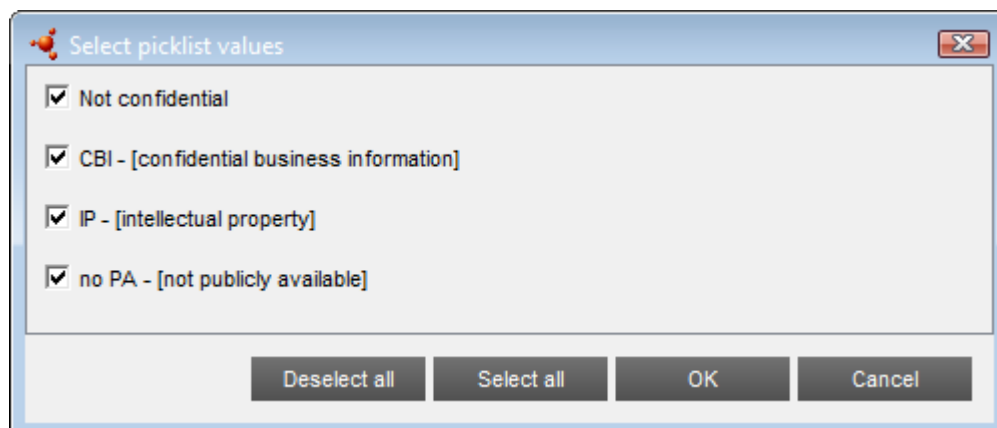 Select picklist values
Not confidential
CBI - [confidential business information]
IP - [intellectual property]
no PA - [not publicly available]
Deselect all Select all OK Cancel